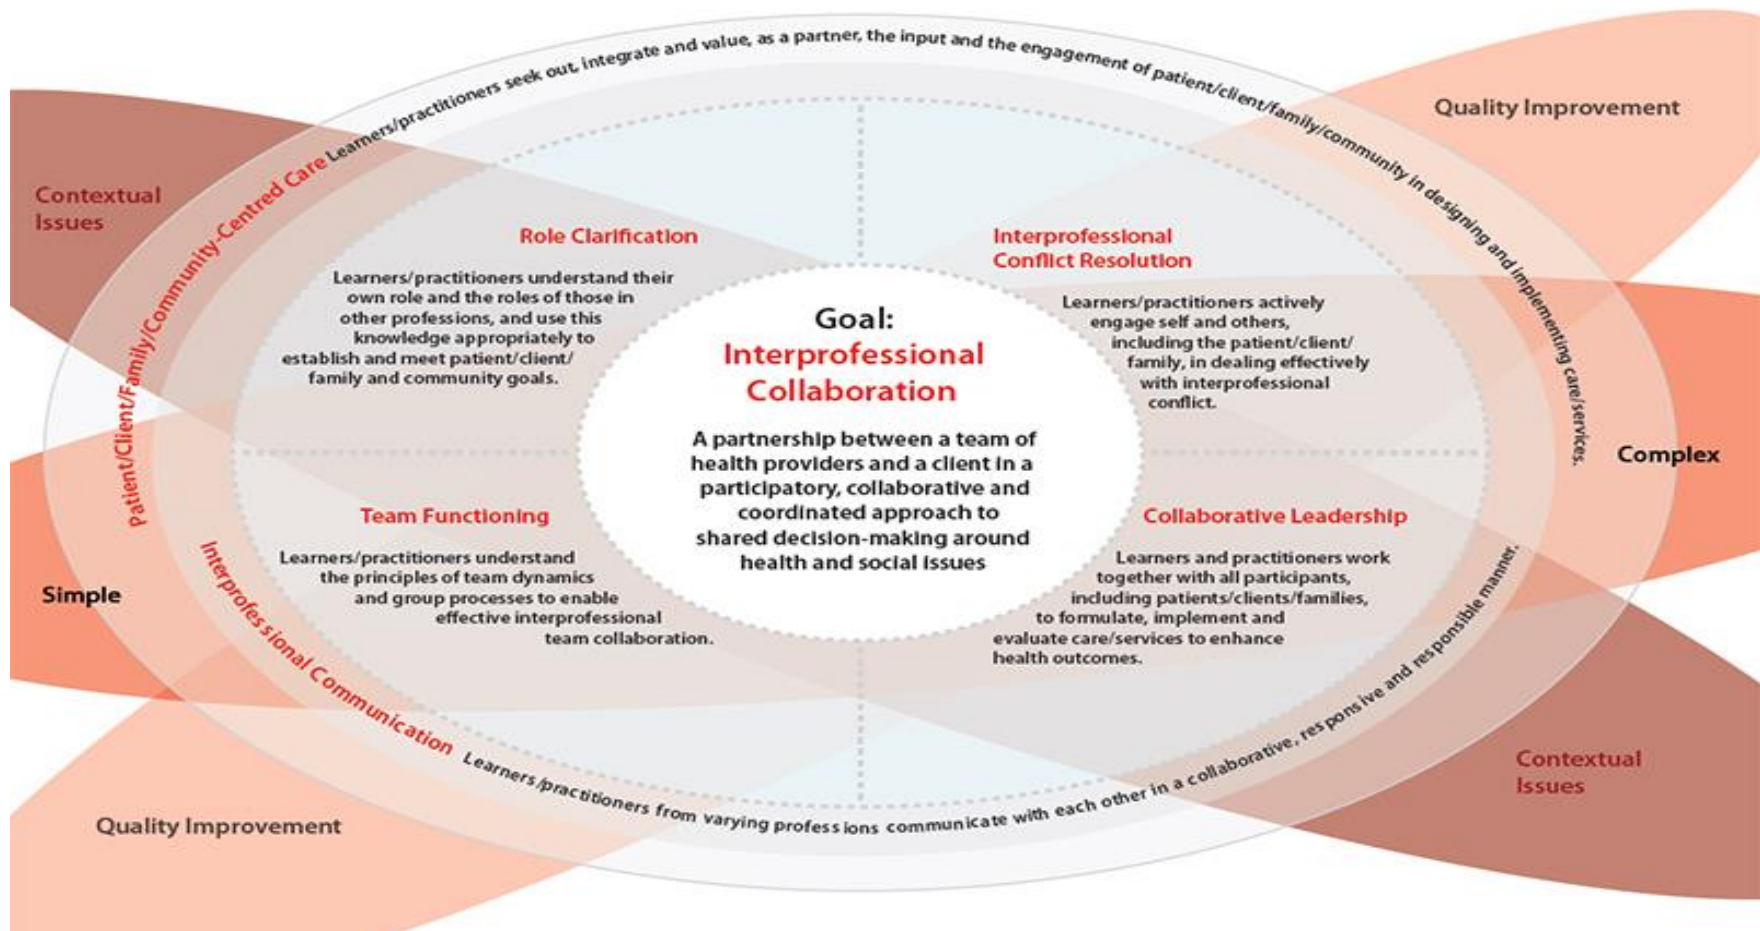 Patient/Client/Family/Community-Centred Care Learners/practitioners seek out, integrate and value, as a partner, the input and the engagement of patient/client/family/community in designing and implementing care/services.
Quality Improvement
Contextual
Issues
Role Clarification
Learners/practitioners understand their
own role and the roles of those in
other professions, and use this
knowledge appropriately to
establish and meet patient/client/
family and community goals.
Interprofessional
Conflict Resolution
Learners/practitioners actively
engage self and others,
including the patient/client/
family, in dealing effectively
with interprofessional
conflict.
Goal:
Interprofessional
Collaboration
A partnership between a team of
health providers and a client in a
participatory, collaborative and
coordinated approach to
shared decision-making around
health and social issues
Complex
Team Functioning
Learners/practitioners understand
the principles of team dynamics
and group processes to enable
effective interprofessional
team collaboration.
Collaborative Leadership
Learners and practitioners work
together with all participants,
including patients/clients/families,
to formulate, implement and
evaluate care/services to enhance
health outcomes.
Simple
Interprofessional Communication Learners/practitioners from varying professions communicate with each other in a collaborative, responsive and responsible manner.
Contextual
Issues
Quality Improvement